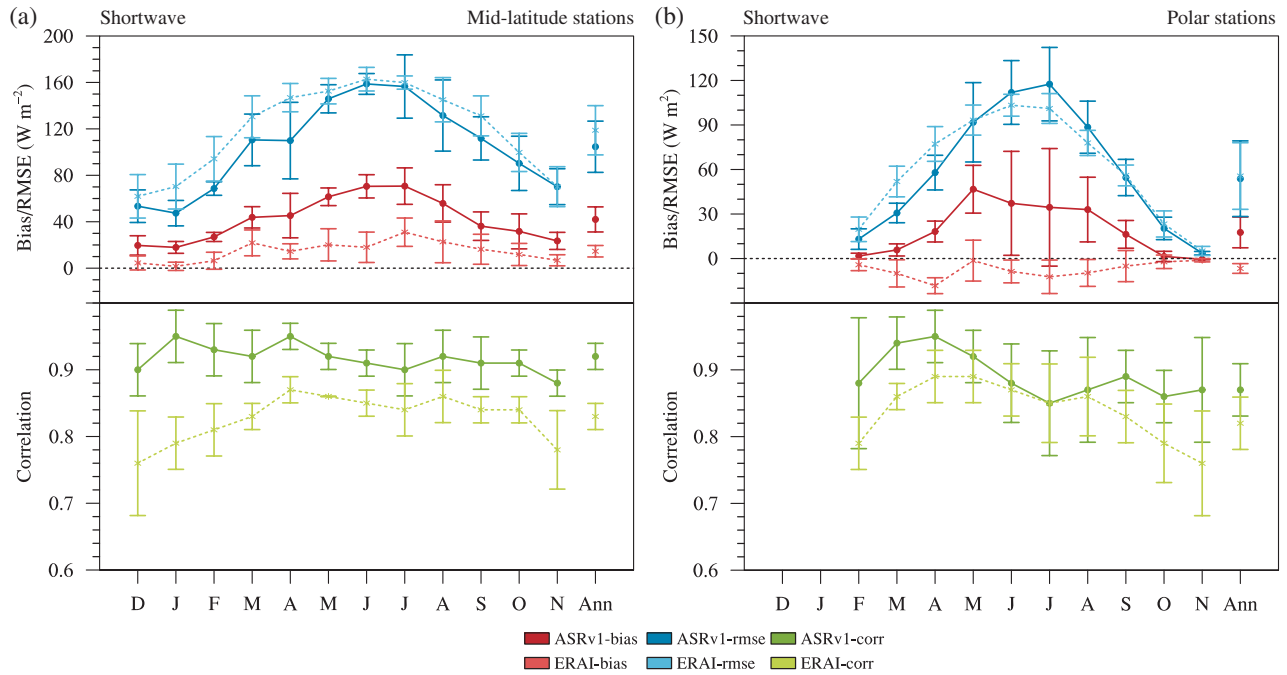 (a) Shortwave Mid-latitude stations
Bias/RMSE (W m⁻²)
200
160
120
80
40
0
Correlation
0.9
0.8
0.7
0.6
D J F M A M J J A S O N Ann
(b) Shortwave Polar stations
Bias/RMSE (W m²)
150
120
90
60
30
0
Correlation
0.9
0.8
0.7
0.6
D J F M A M J J A S O N Ann
ASRv1-bias ASRv1-rmse ASRv1-corr
ERAI-bias ERAI-rmse ERAI-corr